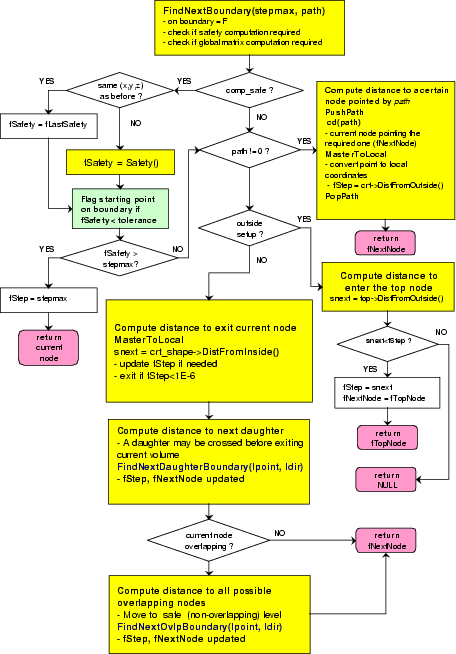 FindNextBoundary(stepmax, path)
- on boundary = F
- check if safety computation required
- check if global matrix computation required
YES
same (x,y,z)
as before ?
YES
comp_safe ?
fSafety = fLastSafety
NO
NO
fSafety = Safety()
path != 0 ?
YES
Compute distance to a certain
node pointed by path
PushPath
cd(path)
- current node pointing the
required one (fNextNode)
MasterToLocal
- convert point to local
coordinates
- fStep = crt->DistFromOutside()
PopPath
Flag starting point
on boundary if
fSafety< tolerance
NO
return
fNextNode
YES
fSafety >
stepmax?
NO
outside
setup ?
YES
Compute distance to
enter the top node
snext = top->DistFromOutside()
fStep = stepmax
NO
return
current
node
Compute distance to exit current node
MasterToLocal
snext = crt_shape->DistFromInside()
- update fStep if needed
- exit if fStep<1E-6
snext<fStep ?
NO
YES
fStep = snext
fNextNode = fTopNode
return
fTopNode
Compute distance to next daughter
- A daughter may be crossed before exiting
current volume
FindNextDaughterBoundary(lpoint, ldir)
- fStep, fNextNode updated
return
NULL
current node
overlapping ?
NO
return
fNextNode
YES
Compute distance to all possible
overlapping nodes
- Move to safe (non-overlapping) level
FindNextOvlpBoundary(lpoint, ldir)
- fStep, fNextNode updated